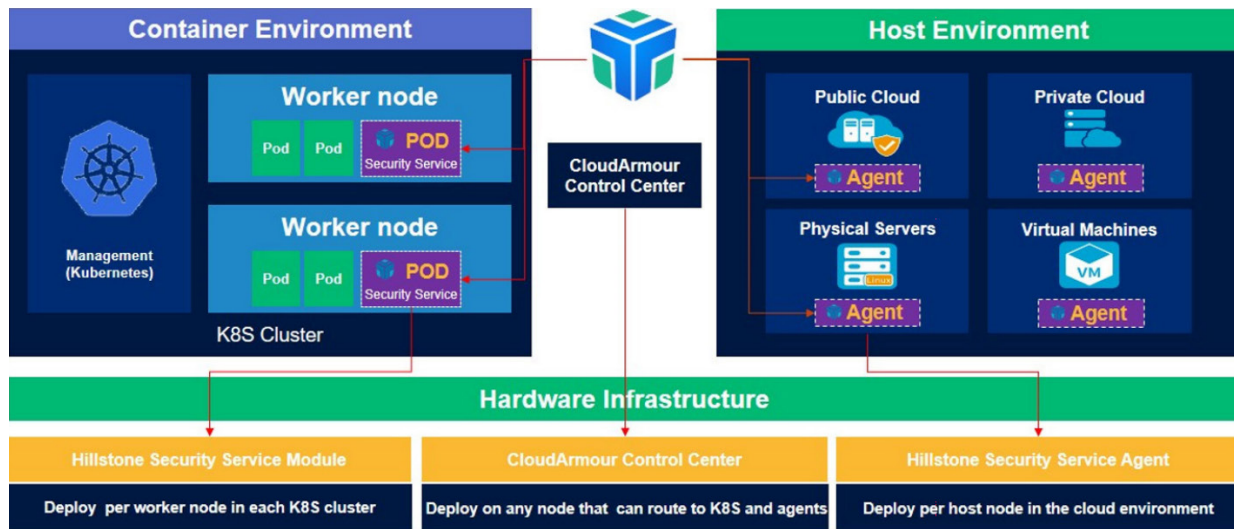 Container Environment
Management
(Kubernetes)
Worker node
Pod
Pod
POD
Security Service
Worker node
Pod
Pod
POD
Security Service
K8S Cluster
CloudArmour
Control Center
Host Environment
Public Cloud
Agent
Private Cloud
Agent
Physical Servers
Linux
Agent
Virtual Machines
VM
Agent
Hardware Infrastructure
Hillstone Security Service Module
Deploy per worker node in each K8S cluster
CloudArmour Control Center
Deploy on any node that can route to K8S and agents
Hillstone Security Service Agent
Deploy per host node in the cloud environment